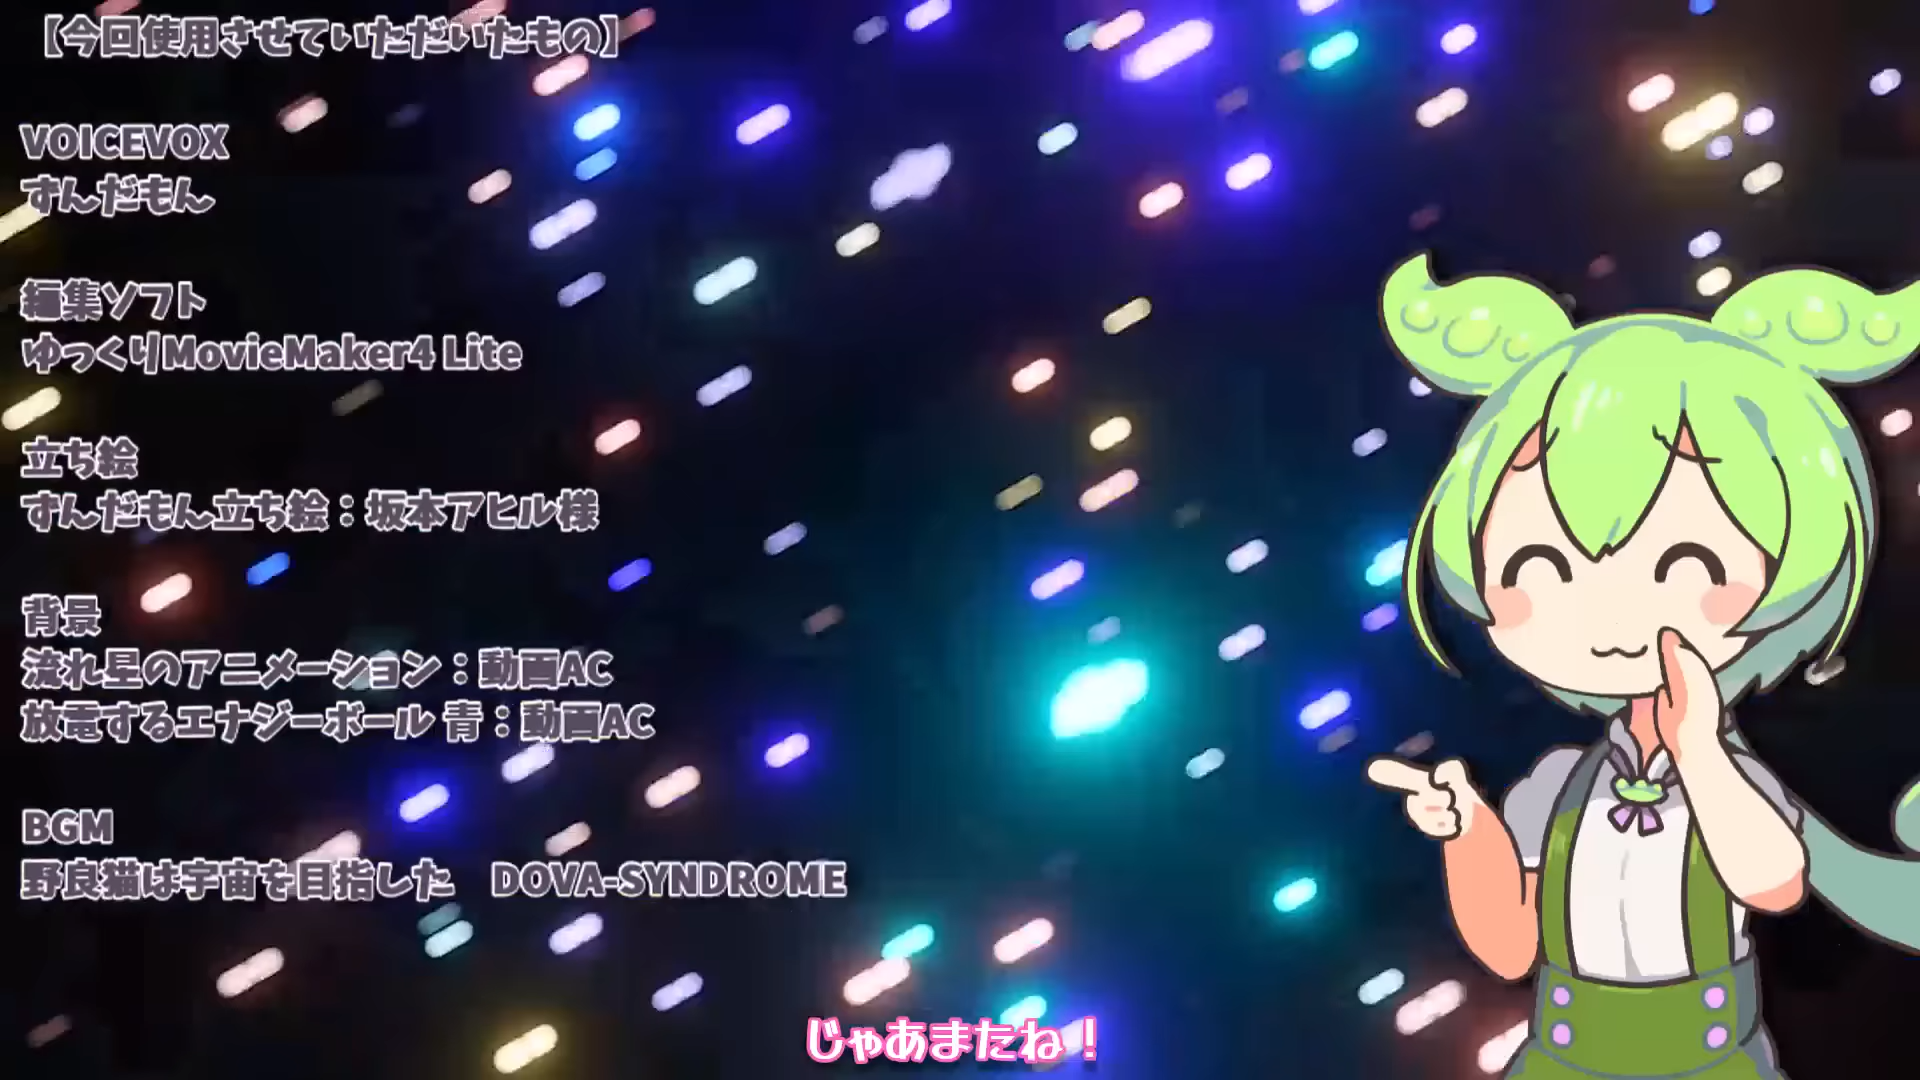 【今回使用させていただいたもの】
VOICEVOX
ずんだもん
編集ソフト
ゆっくりMovieMaker4 Lite
立ち絵
ずんだもん立ち絵：坂本アヒル様
背景
流れ星のアニメーション：動画AC
放電するエナジーボール 青：動画AC
BGM
野良猫は宇宙を目指した　DOVA-SYNDROME
じゃあまたね！